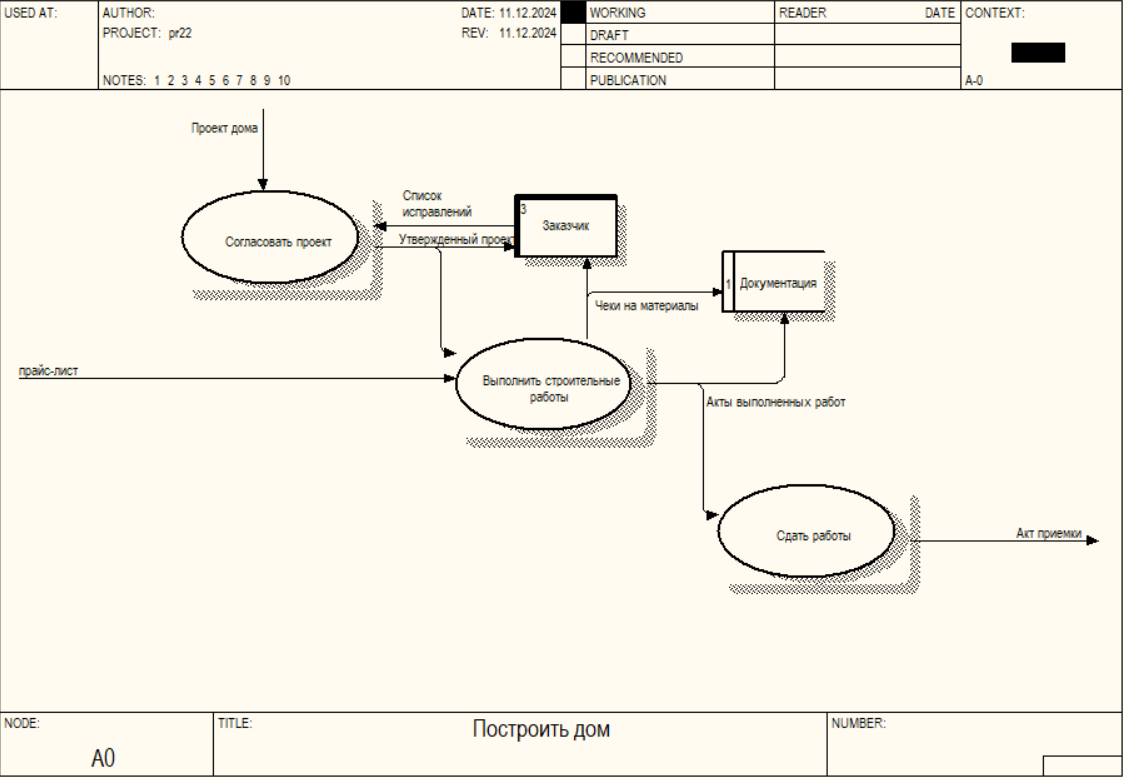 USED AT:
AUTHOR:
DATE: 11.12.2024
WORKING
READER
DATE
CONTEXT:
PROJECT: pr22
REV: 11.12.2024
DRAFT
RECOMMENDED
NOTES: 1 2 3 4 5 6 7 8 9 10
PUBLICATION
A-0
Проект дома
Список
исправлений
3
Заказчик
Согласовать проект
Утвержденный проект
1
Документация
Чеки на материалы
прайс-лист
Выполнить строительные
работы
Акты выполненных работ
Сдать работы
Акт приемки
NODE:
TITLE:
Построить дом
NUMBER:
A0